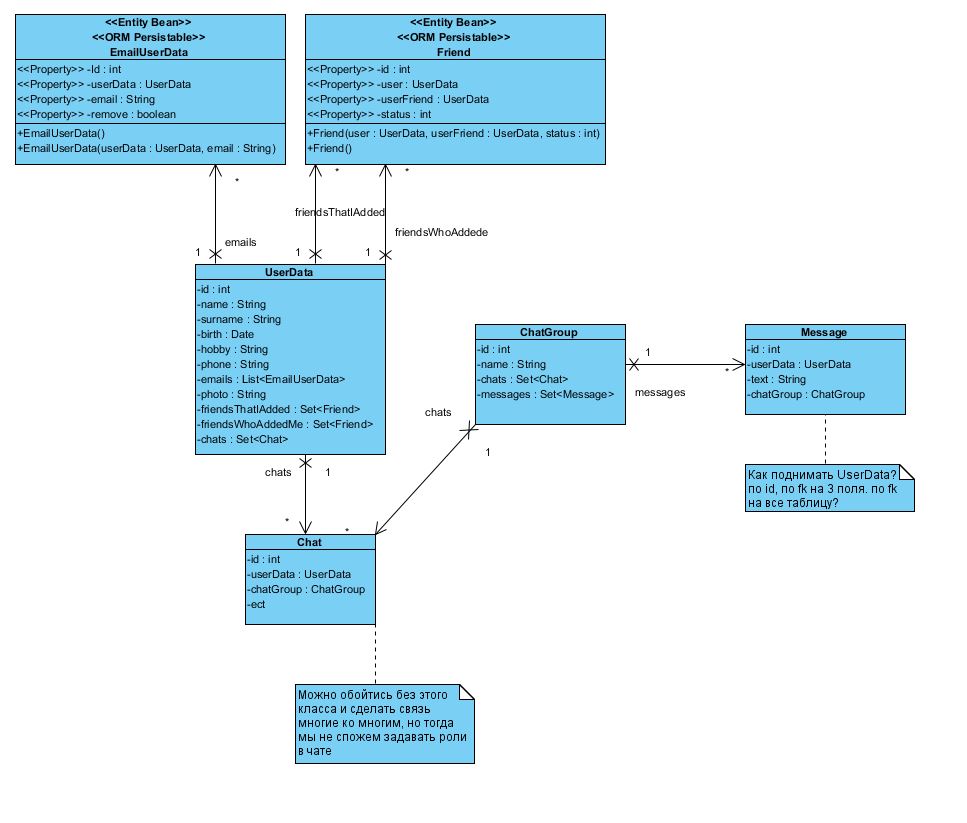 <<Entity Bean>>
<<ORM Persistable>>
EmailUserData
<<Property>> -Id : int
<<Property>> -userData : UserData
<<Property>> -email : String
<<Property>> -remove : boolean
+EmailUserData()
+EmailUserData(userData : UserData, email : String)
<<Entity Bean>>
<<ORM Persistable>>
Friend
<<Property>> -id : int
<<Property>> -user : UserData
<<Property>> -userFriend : UserData
<<Property>> -status : int
+Friend(user : UserData, userFriend : UserData, status : int)
+Friend()
*
*
*
friendsThatIAdded
friendsWhoAddede
emails
1
1
1
UserData
-id : int
-name : String
-surname : String
-birth : Date
-hobby : String
-phone : String
-emails : List<EmailUserData>
-photo : String
-friendsThatIAdded : Set<Friend>
-friendsWhoAddedMe : Set<Friend>
-chats : Set<Chat>
ChatGroup
-id : int
-name : String
-chats : Set<Chat>
-messages : Set<Message>
1
*
messages
Message
-id : int
-userData : UserData
-text : String
-chatGroup : ChatGroup
chats
1
chats
1
*
*
Как поднимать UserData?
по id, по fk на 3 поля. по fk
на все таблицу?
Chat
-id : int
-userData : UserData
-chatGroup : ChatGroup
-ect
Можно обойтись без этого
класса и сделать связь
многие ко многим, но тогда
мы не спожем задавать роли
в чате